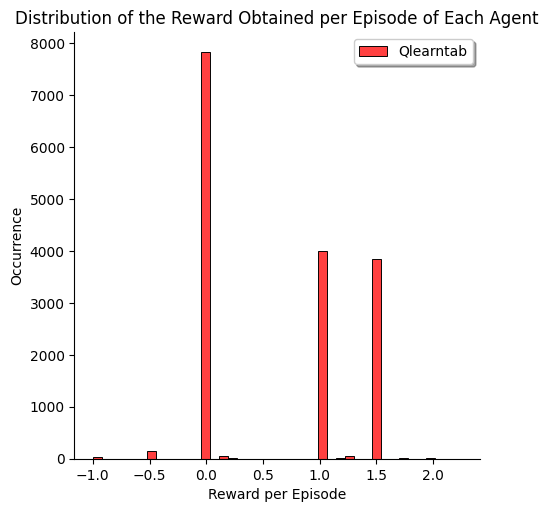 Distribution of the Reward Obtained per Episode of Each Agent
Qlearntab
8000
7000
6000
5000
4000
3000
2000
1000
0
Occurrence
−1.0 −0.5 0.0 0.5 1.0 1.5 2.0
Reward per Episode